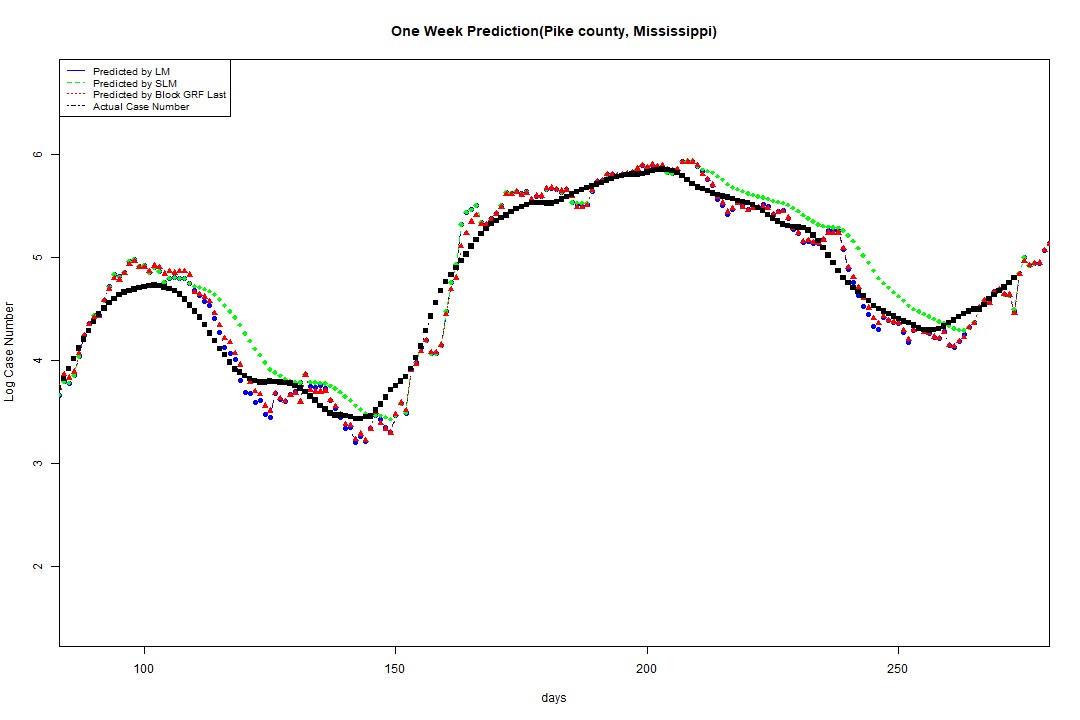 One Week Prediction(Pike county, Mississippi)
Predicted by LM
Predicted by SLM
Predicted by Block GRF Last
Actual Case Number
6
5
4
3
2
Log Case Number
100 150 200 250
days